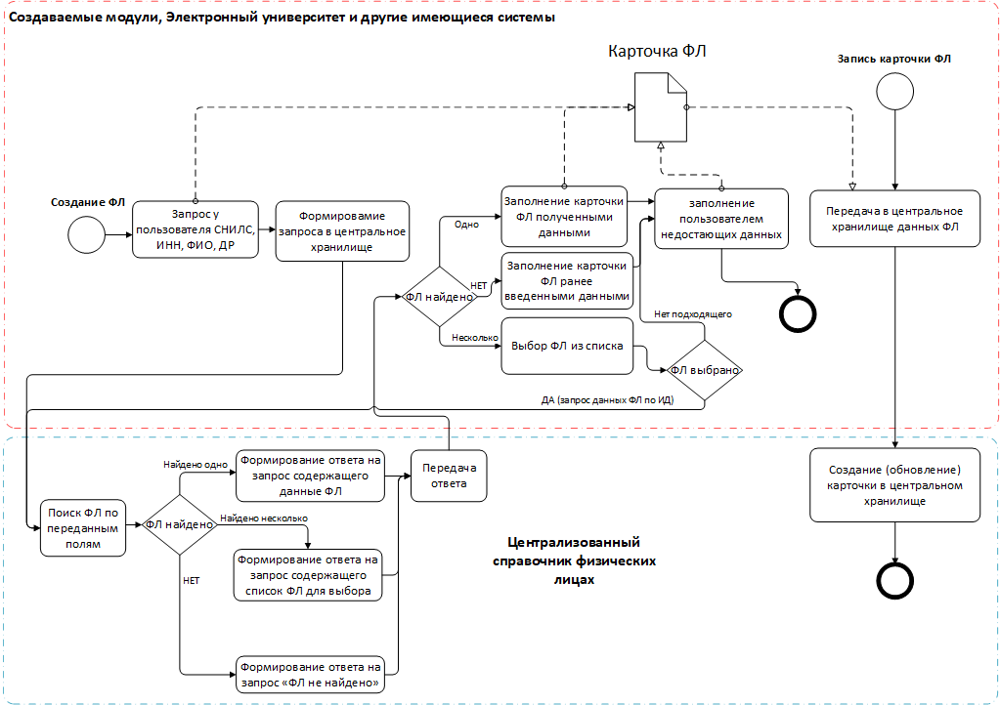 Создаваемые модули, Электронный университет и другие имеющиеся системы
Карточка ФЛ
Запись карточки ФЛ
Создание ФЛ
Запрос у
пользователя СНИЛС,
ИНН, ФИО, ДР
Формировамие
запроса в центральное
хранилище
Одно
Заполнение карточки
ФЛ полученными
данными
заполнение
пользователем
недостающих данных
Передача в центральное
хранилище данных ФЛ
ФЛ найдено
НЕТ
Заполнение карточки
ФЛ ранее
введенными данными
Нет подходящего
Несколько
Выбор ФЛ из списка
ФЛ выбрано
ДА (запрос данных ФЛ по ИД)
Найдено одно
Формирование ответа на
запрос содержащего
данные ФЛ
Передача
ответа
Создание (обновление)
карточки в центральном
хранилище
Поиск ФЛ по
переданным
полям
ФЛ найдено
Найдено несколько
Формирование ответа на
запрос содержащего
список ФЛ для выбора
Централизованный
справочник физических
лицах
НЕТ
Формирование ответа на
запрос «ФЛ не найдено»